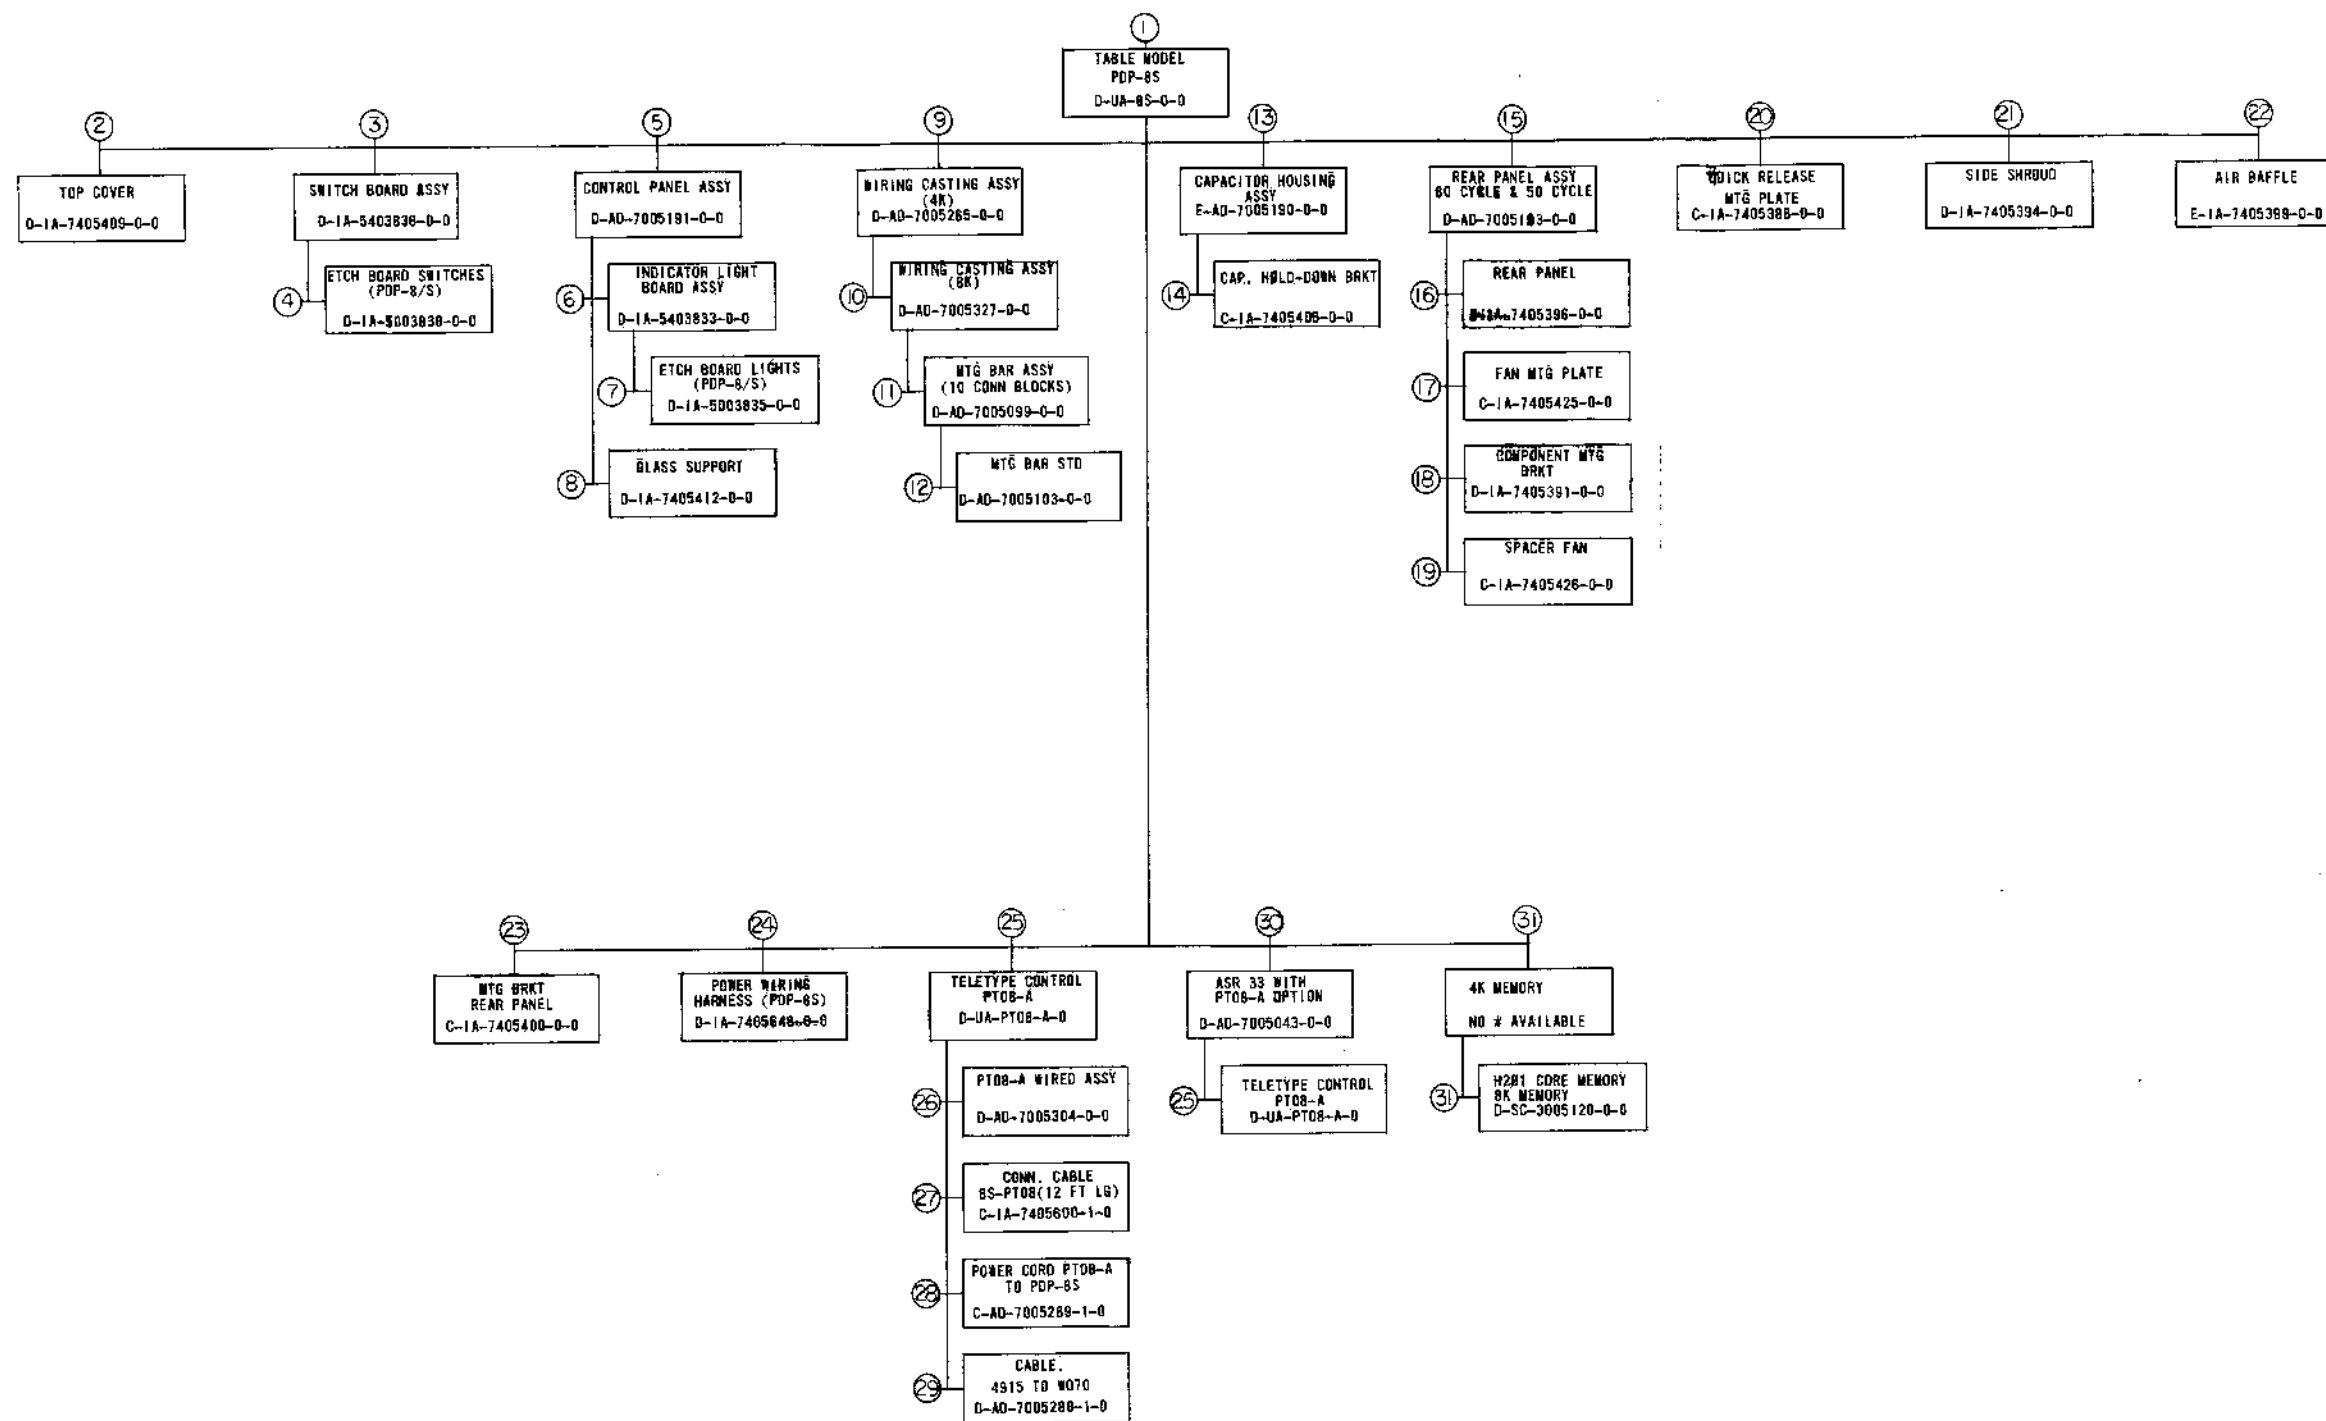 1
TABLE MODEL
PDP-8S
D-UA-8S-0-0
2
TOP COVER
D-IA-7405409-0-0
3
SWITCH BOARD ASSY
D-IA-5403836-0-0
4
ETCH BOARD SWITCHES
(PDP-8/S)
D-IA-5003838-0-0
5
CONTROL PANEL ASSY
D-AD-7005191-0-0
6
INDICATOR LIGHT
BOARD ASSY
D-IA-5403833-0-0
7
ETCH BOARD LIGHTS
(PDP-8/S)
D-IA-5003835-0-0
8
GLASS SUPPORT
D-IA-7405412-0-0
9
WIRING CASTING ASSY
(4K)
D-AD-7005265-0-0
10
WIRING CASTING ASSY
(8K)
D-AD-7005327-0-0
11
MTG BAR ASSY
(10 CONN BLOCKS)
D-AD-7005099-0-0
12
MTG BAR STD
D-AD-7005103-0-0
13
CAPACITOR HOUSING
ASSY
E-AD-7005190-0-0
14
CAP. HOLD-DOWN BRKT
C-IA-7405406-0-0
15
REAR PANEL ASSY
60 CYCLE & 50 CYCLE
D-AD-7005193-0-0
16
REAR PANEL
17
FAN MTG PLATE
C-IA-7405425-0-0
18
COMPONENT MTG
BRKT
D-IA-7405391-0-0
19
SPACER FAN
C-IA-7405426-0-0
20
QUICK RELEASE
MTG PLATE
C-IA-7405388-0-0
21
SIDE SHROUD
D-IA-7405394-0-0
22
AIR BAFFLE
E-IA-7405399-0-0
23
MTG BRKT
REAR PANEL
C-IA-7405400-0-0
24
POWER WIRING
HARNESS (PDP-8S)
D-IA-7405648-0-0
25
TELETYPE CONTROL
PT08-A
D-UA-PT08-A-0
26
PT08-A WIRED ASSY
D-AD-7005304-0-0
27
CONN. CABLE
8S-PT08(12 FT LG)
C-IA-7405600-1-0
28
POWER CORD PT08-A
TO PDP-8S
C-AD-7005289-1-0
29
CABLE.
4915 TO W070
D-AD-7005288-1-0
30
ASR 33 WITH
PT08-A OPTION
D-AD-7005043-0-0
25
TELETYPE CONTROL
PT08-A
D-UA-PT08-A-0
31
4K MEMORY
NO # AVAILABLE
31
H201 CORE MEMORY
8K MEMORY
D-SC-3005120-0-0